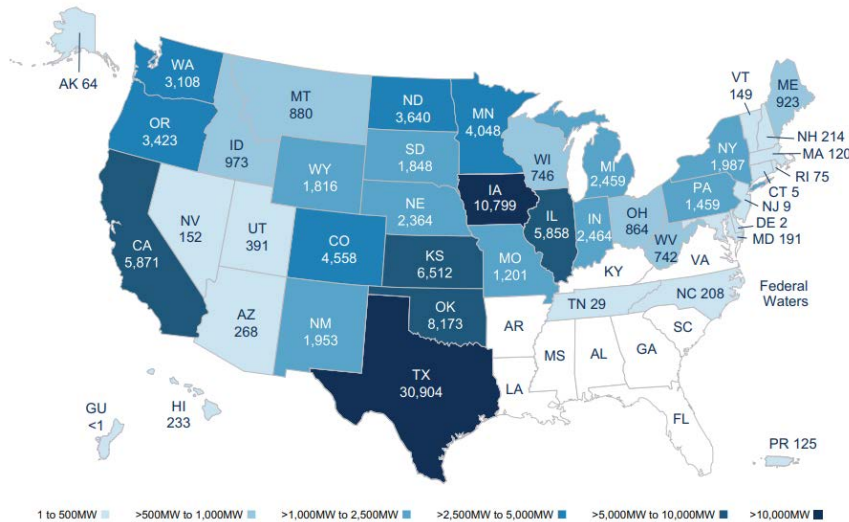 AK 64
WA
3,108
OR
3,423
CA
5,871
ID
973
NV
152
MT
880
WY
1,816
UT
391
AZ
268
CO
4,558
NM
1,953
ND
3,640
SD
1,848
NE
2,364
KS
6,512
OK
8,173
TX
30,904
MN
4,048
IA
10,799
MO
1,201
AR
LA
WI
746
IL
5,858
MI
2,459
IN
2,464
OH
864
KY
TN 29
MS
AL
GA
FL
SC
NC 208
VA
WV
742
PA
1,459
NY
1,987
VT
149
ME
923
NH 214
MA 120
RI 75
CT 5
NJ 9
DE 2
MD 191
Federal
Waters
GU
<1
HI
233
PR 125
1 to 500MW
>500MW to 1,000MW
>1,000MW to 2,500MW
>2,500MW to 5,000MW
>5,000MW to 10,000MW
>10,000MW